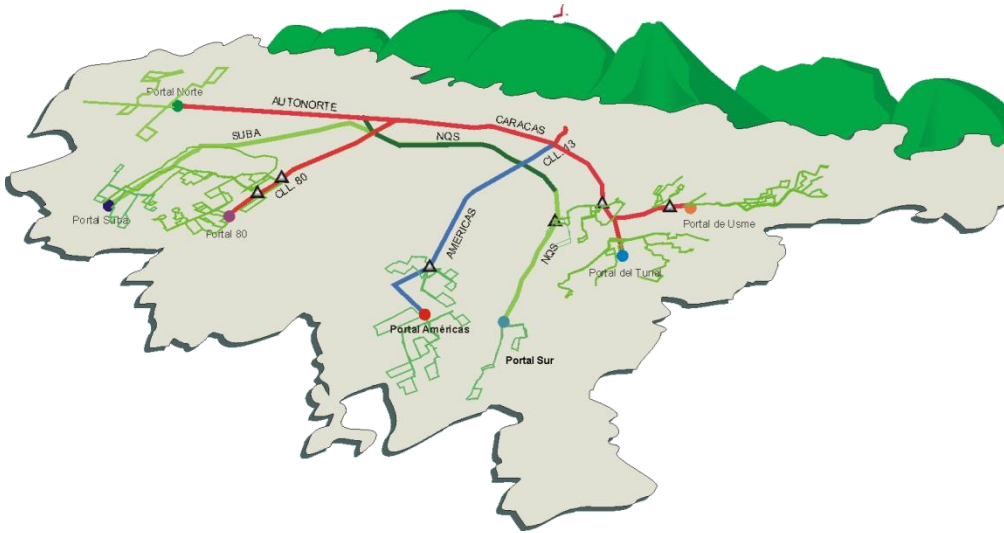 Portal Norte
AUTONORTE
CARACAS
SUBA
NQS
CLL. 13
CLL. 80
Portal Suba
Portal 80
AMERICAS
NQS
Portal de Usme
Portal del Tunal
Portal Américas
Portal Sur